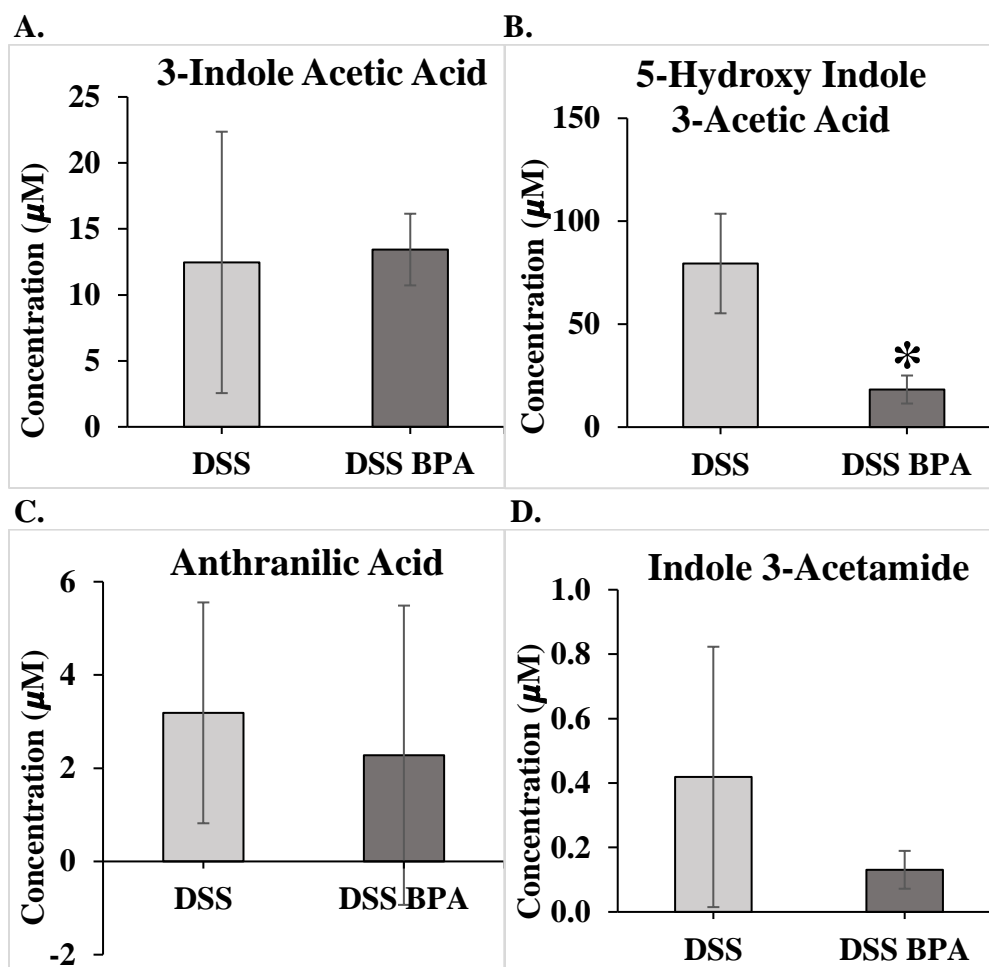 A.
3-Indole Acetic Acid
Concentration (µM)
25
20
15
10
5
0
DSS
DSS BPA
B.
5-Hydroxy Indole
3-Acetic Acid
Concentration (µM)
150
100
50
0
*
DSS
DSS BPA
C.
Anthranilic Acid
Concentration (µM)
6
4
2
0
-2
DSS
DSS BPA
D.
Indole 3-Acetamide
Concentration (µM)
1.0
0.8
0.6
0.4
0.2
0.0
DSS
DSS BPA